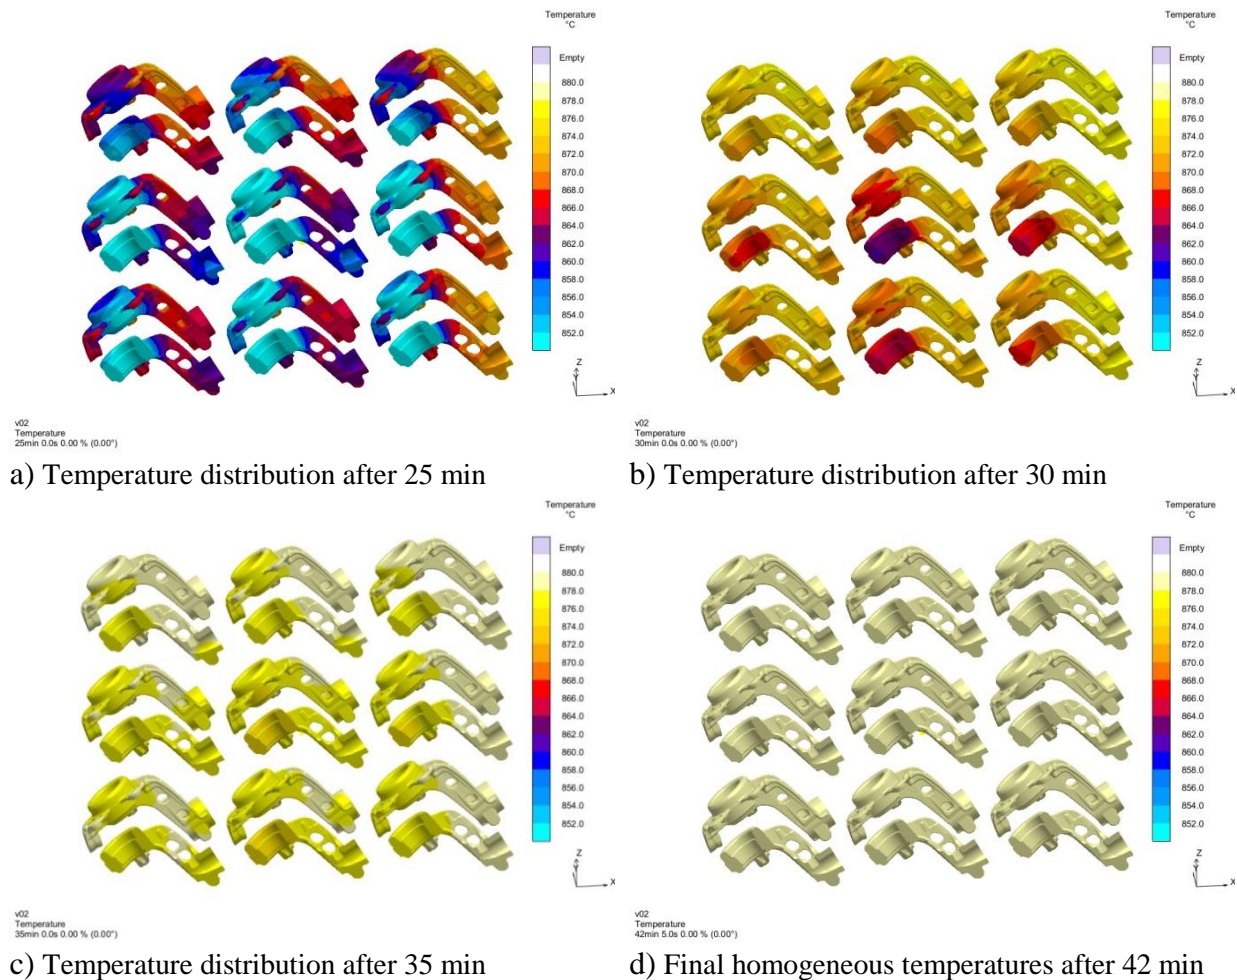 Temperature
°C
Empty
880.0
878.0
876.0
874.0
872.0
870.0
868.0
866.0
864.0
862.0
860.0
858.0
856.0
854.0
852.0
Z
X
v02
Temperature
25min 0.0s 0.00 % (0.00°)
a) Temperature distribution after 25 min
Temperature
°C
Empty
880.0
878.0
876.0
874.0
872.0
870.0
868.0
866.0
864.0
862.0
860.0
858.0
856.0
854.0
852.0
Z
X
v02
Temperature
30min 0.0s 0.00 % (0.00°)
b) Temperature distribution after 30 min
Temperature
°C
Empty
880.0
878.0
876.0
874.0
872.0
870.0
868.0
866.0
864.0
862.0
860.0
858.0
856.0
854.0
852.0
Z
X
v02
Temperature
35min 0.0s 0.00 % (0.00°)
c) Temperature distribution after 35 min
Temperature
°C
Empty
880.0
878.0
876.0
874.0
872.0
870.0
868.0
866.0
864.0
862.0
860.0
858.0
856.0
854.0
852.0
Z
X
v02
Temperature
42min 5.0s 0.00 % (0.00°)
d) Final homogeneous temperatures after 42 min